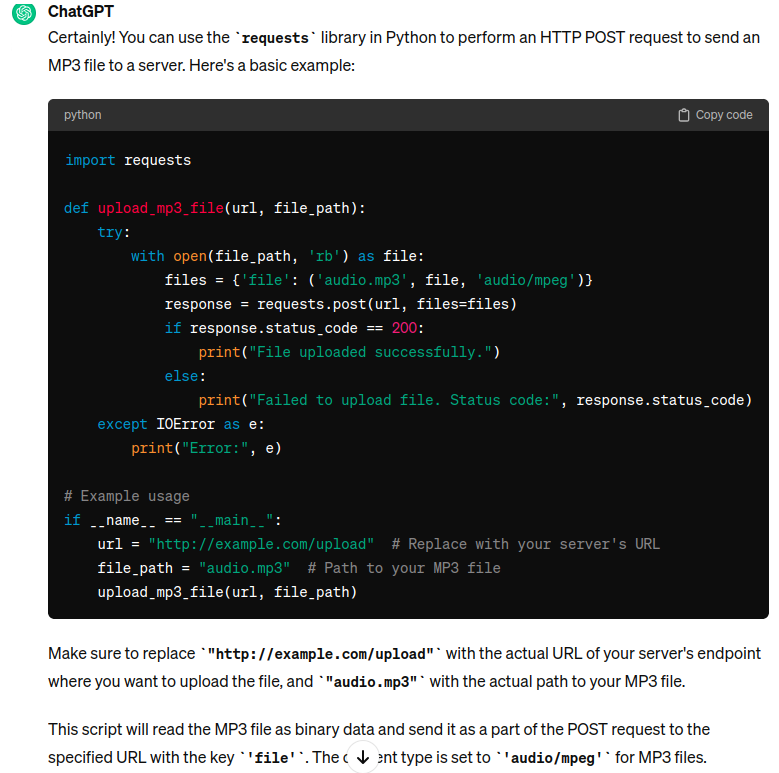 ChatGPT
Certainly! You can use the `requests` library in Python to perform an HTTP POST request to send an
MP3 file to a server. Here's a basic example:
python
Copy code
import requests
def upload_mp3_file(url, file_path):
    try:
        with open(file_path, 'rb') as file:
            files = {'file': ('audio.mp3', file, 'audio/mpeg')}
            response = requests.post(url, files=files)
            if response.status_code == 200:
                print("File uploaded successfully.")
            else:
                print("Failed to upload file. Status code:", response.status_code)
    except IOError as e:
        print("Error:", e)
# Example usage
if __name__ == "__main__":
    url = "http://example.com/upload"  # Replace with your server's URL
    file_path = "audio.mp3"  # Path to your MP3 file
    upload_mp3_file(url, file_path)
Make sure to replace `"http://example.com/upload"` with the actual URL of your server's endpoint
where you want to upload the file, and `"audio.mp3"` with the actual path to your MP3 file.
This script will read the MP3 file as binary data and send it as a part of the POST request to the
specified URL with the key `'file'`. The type is set to `'audio/mpeg'` for MP3 files.